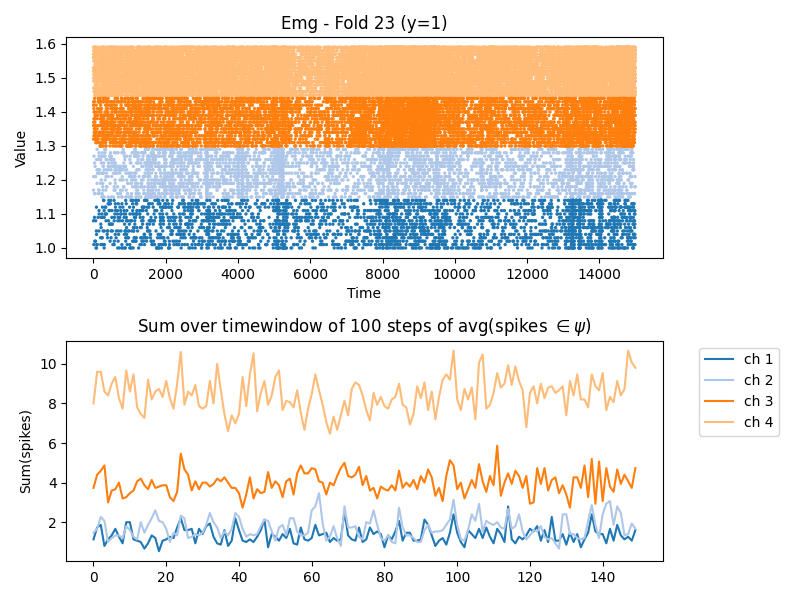 Emg - Fold 23 (y=1)
1.6
1.5
1.4
1.3
1.2
1.1
1.0
Value
0 2000 4000 6000 8000 10000 12000 14000
Time
Sum over timewindow of 100 steps of avg(spikes ∈ ψ)
10
8
6
4
2
Sum(spikes)
0 20 40 60 80 100 120 140
ch 1
ch 2
ch 3
ch 4